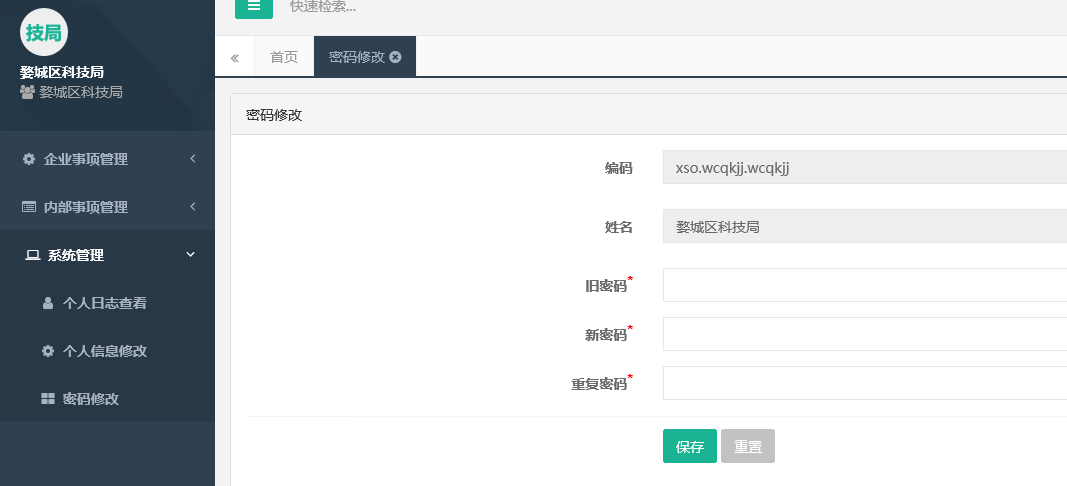 技局
婺城区科技局
婺城区科技局
企业事项管理
内部事项管理
系统管理
个人日志查看
个人信息修改
密码修改
快速检索...
«
首页
密码修改
密码修改
编码
xso.wcqkjj.wcqkjj
姓名
婺城区科技局
旧密码*
新密码*
重复密码*
保存 重置